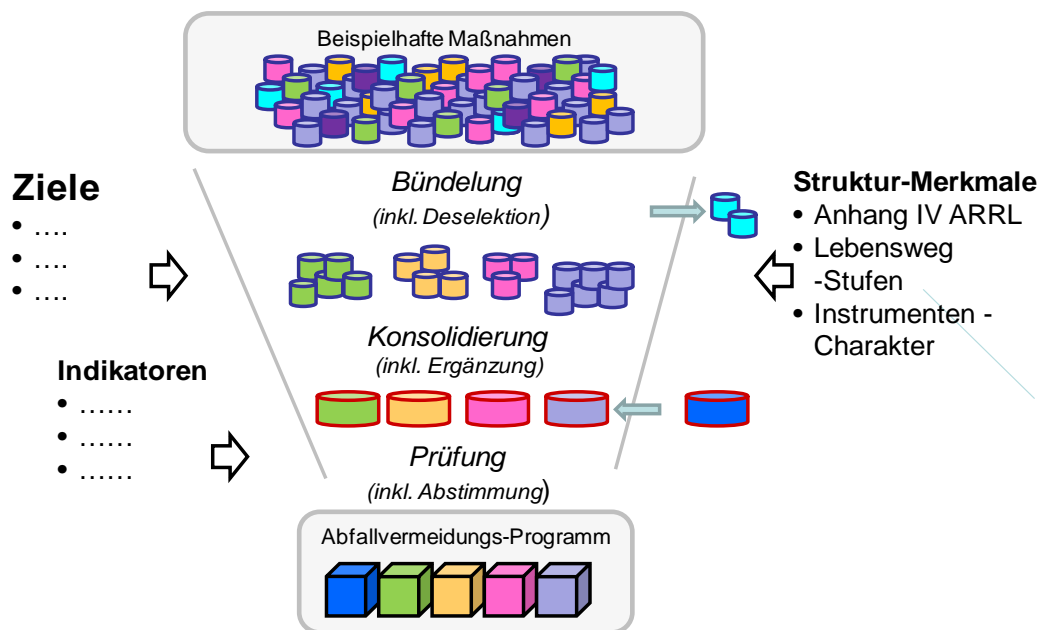 Beispielhafte Maßnahmen
Bündelung
(inkl. Deselektion)
Ziele
• ….
• ….
• ….
Struktur-Merkmale
• Anhang IV ARRL
• Lebensweg
-Stufen
• Instrumenten -
Charakter
Konsolidierung
(inkl. Ergänzung)
Indikatoren
• ……
• ……
• ……
Prüfung
(inkl. Abstimmung)
Abfallvermeidungs-Programm